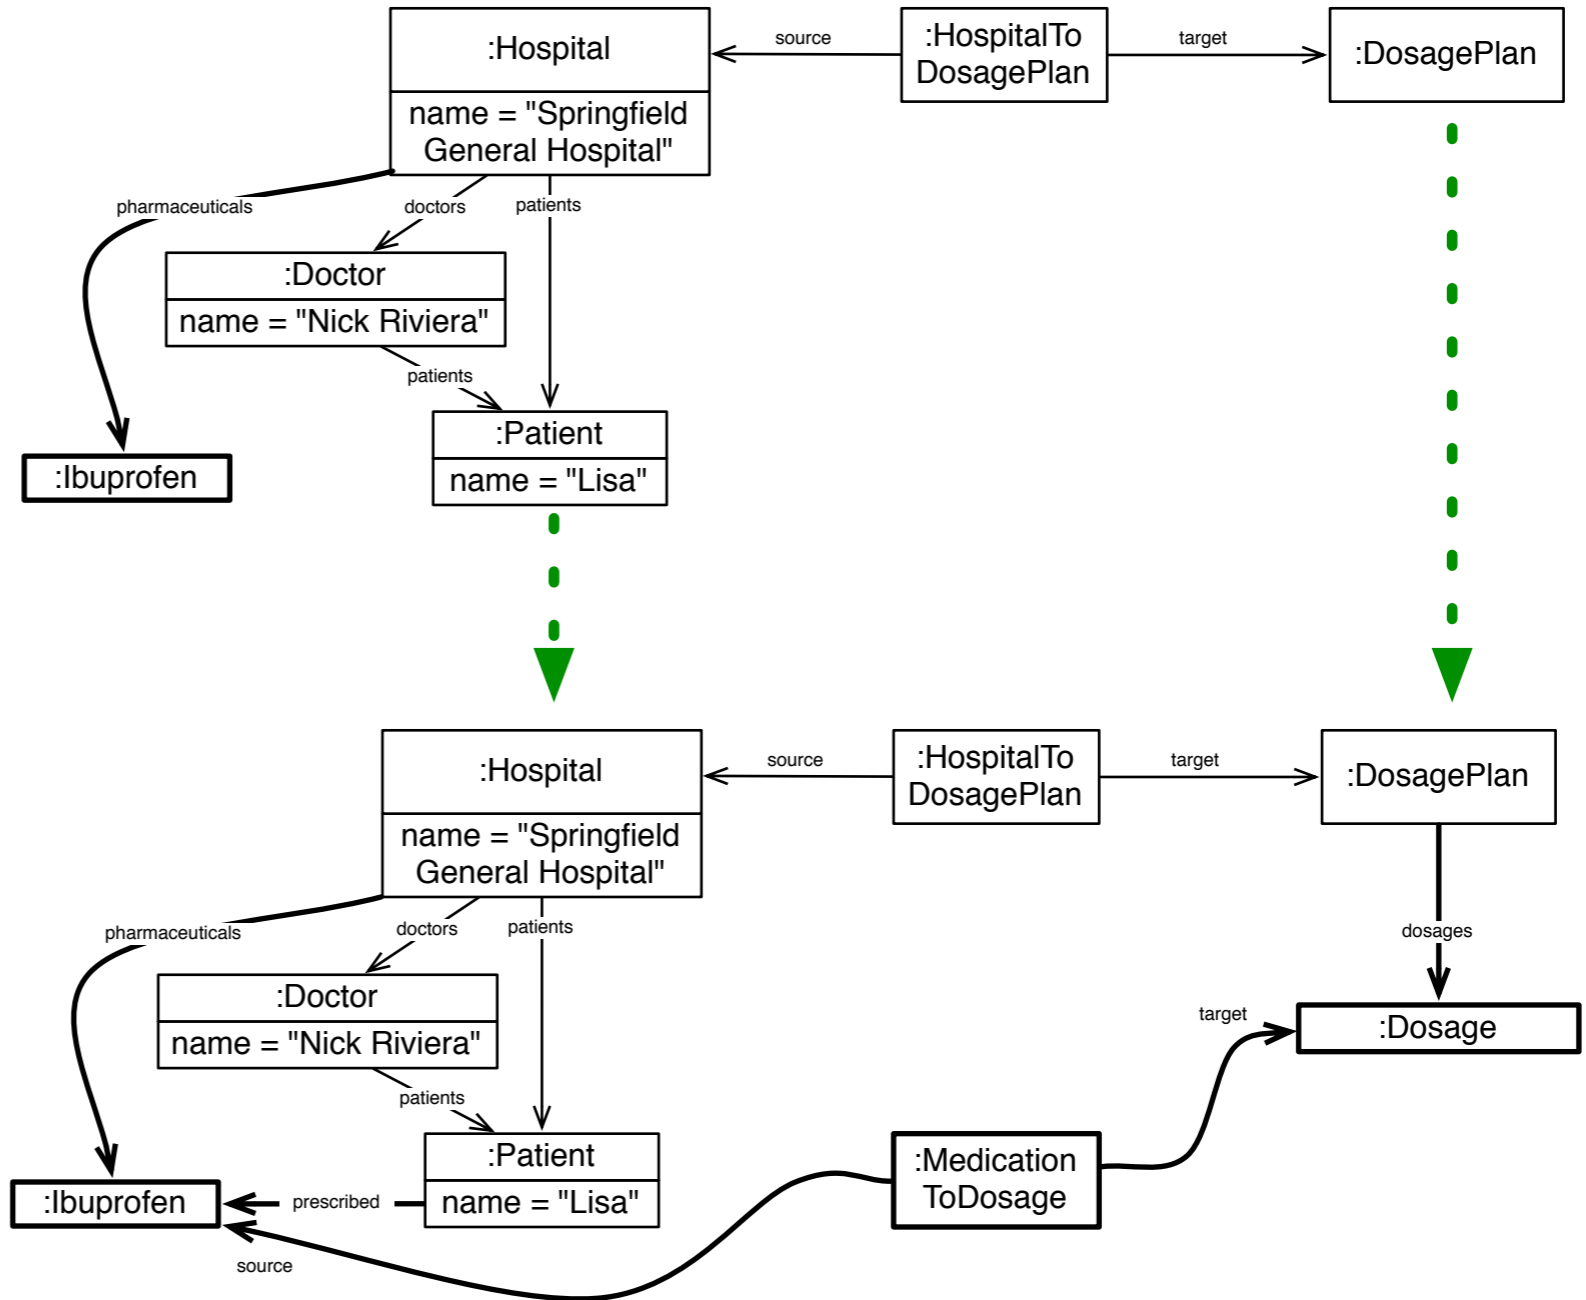 :Hospital
name = "Springfield
General Hospital"
source
:HospitalTo
DosagePlan
target
:DosagePlan
pharmaceuticals
doctors
patients
:Doctor
name = "Nick Riviera"
patients
:Patient
name = "Lisa"
:Ibuprofen
:Hospital
name = "Springfield
General Hospital"
source
:HospitalTo
DosagePlan
target
:DosagePlan
pharmaceuticals
doctors
patients
dosages
:Doctor
name = "Nick Riviera"
target
:Dosage
patients
:Patient
name = "Lisa"
:Ibuprofen
prescribed
:Medication
ToDosage
source